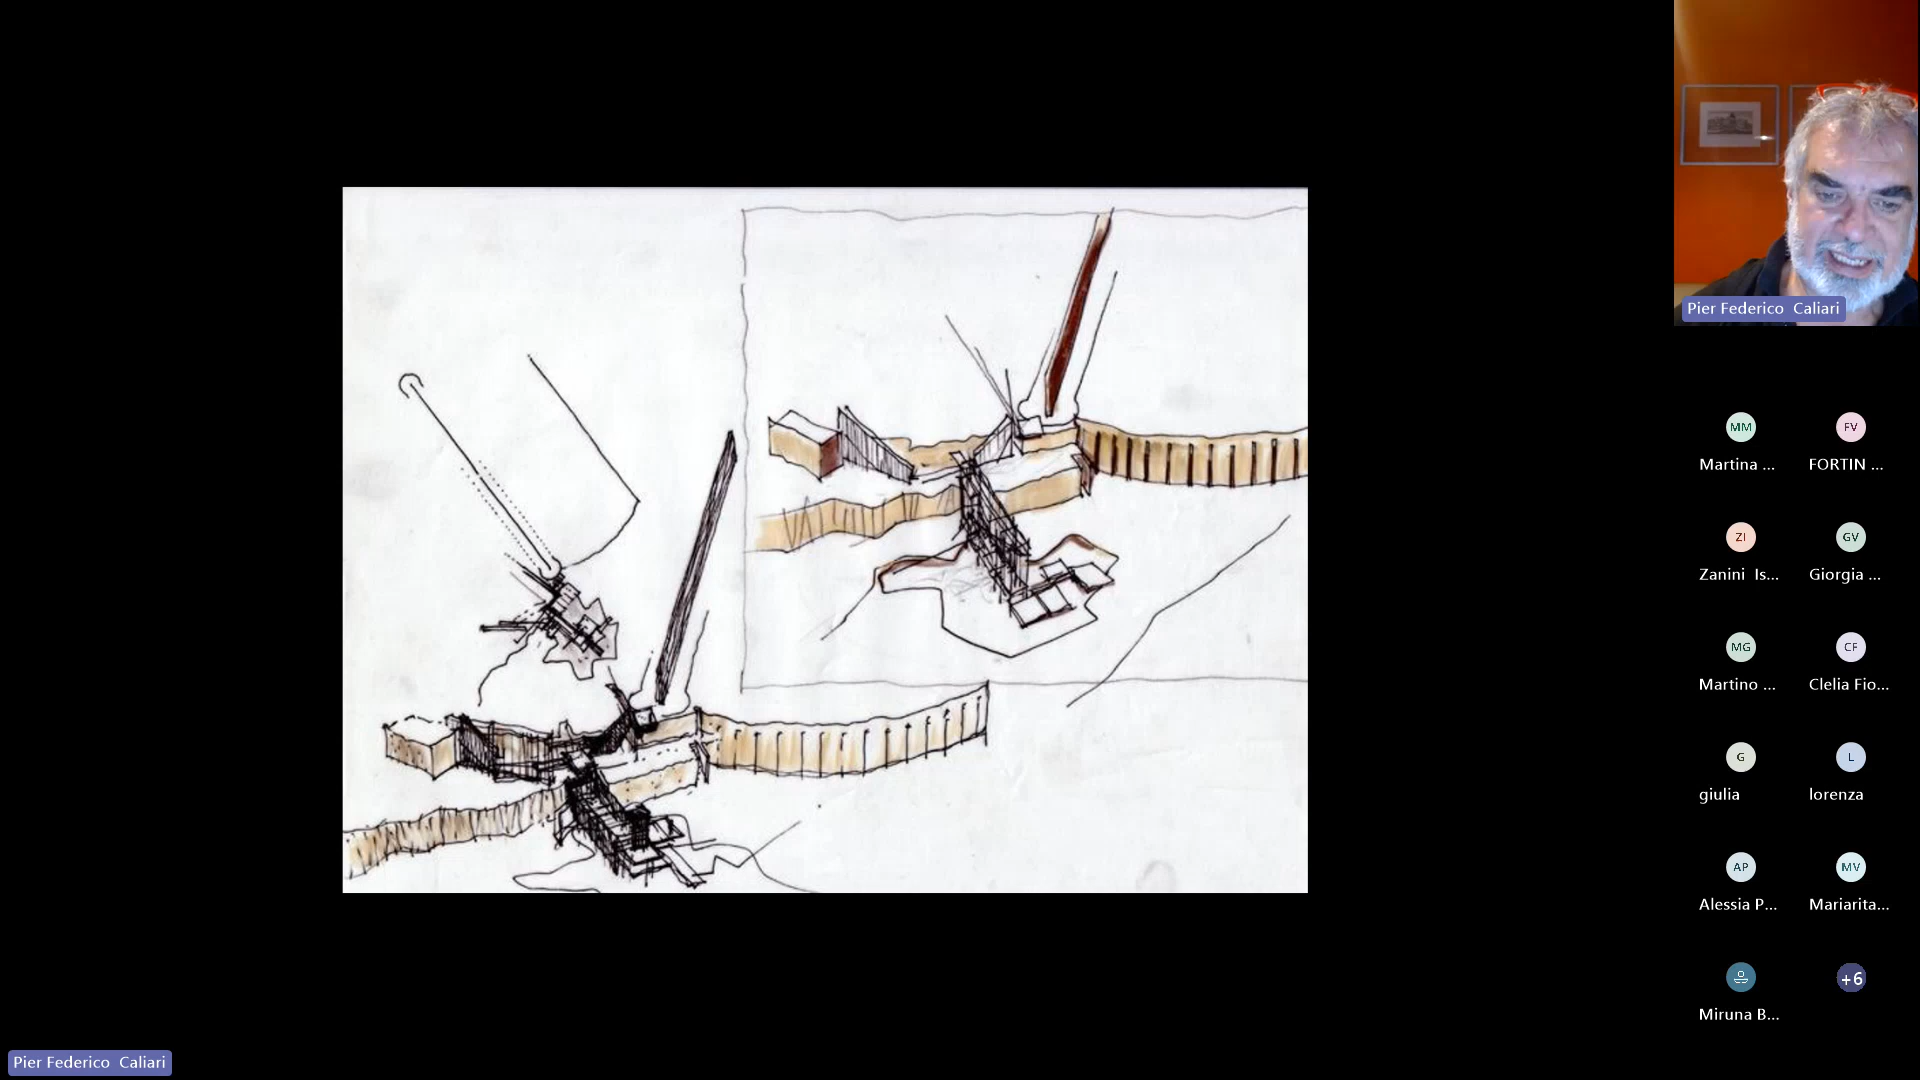 Pier Federico Caliari
MM
FV
Martina ...
FORTIN ...
ZI
GV
Zanini Is...
Giorgia ...
MG
CF
Martino ...
Clelia Fio...
G
L
giulia
lorenza
AP
MV
Alessia P...
Mariarita...
+6
Miruna B...
Pier Federico Caliari